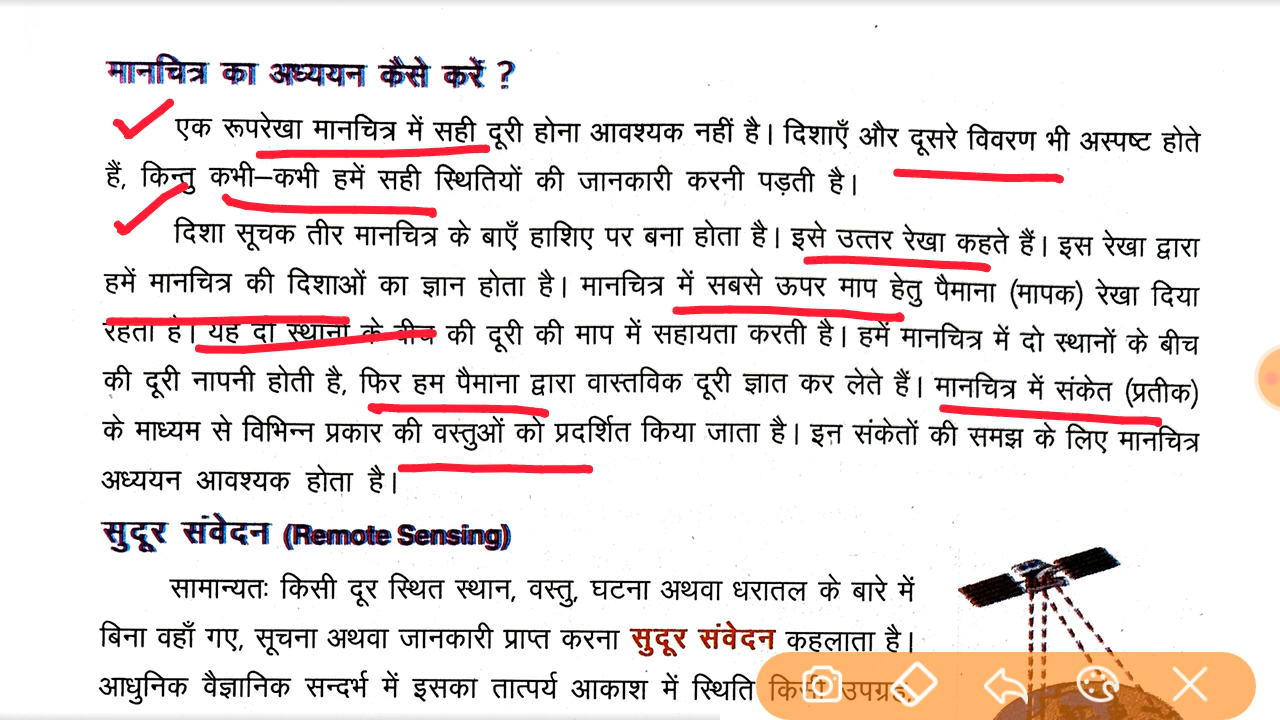 मानचित्र का अध्ययन कैसे करें ?
एक रूपरेखा मानचित्र में सही दूरी होना आवश्यक नहीं है। दिशाएँ और दूसरे विवरण भी अस्पष्ट होते
हैं, किन्तु कभी–कभी हमें सही स्थितियों की जानकारी करनी पड़ती है।
दिशा सूचक तीर मानचित्र के बाएँ हाशिए पर बना होता है। इसे उत्तर रेखा कहते हैं। इस रेखा द्वारा
हमें मानचित्र की दिशाओं का ज्ञान होता है। मानचित्र में सबसे ऊपर माप हेतु पैमाना (मापक) रेखा दिया
रहता है। यह दो स्थानों के बीच की दूरी की माप में सहायता करती है। हमें मानचित्र में दो स्थानों के बीच
की दूरी नापनी होती है, फिर हम पैमाना द्वारा वास्तविक दूरी ज्ञात कर लेते हैं। मानचित्र में संकेत (प्रतीक)
के माध्यम से विभिन्न प्रकार की वस्तुओं को प्रदर्शित किया जाता है। इन संकेतों की समझ के लिए मानचित्र
अध्ययन आवश्यक होता है।
सुदूर संवेदन (Remote Sensing)
सामान्यतः किसी दूर स्थित स्थान, वस्तु, घटना अथवा धरातल के बारे में
बिना वहाँ गए, सूचना अथवा जानकारी प्राप्त करना सुदूर संवेदन कहलाता है।
आधुनिक वैज्ञानिक सन्दर्भ में इसका तात्पर्य आकाश में स्थिति किसी उपग्रह,